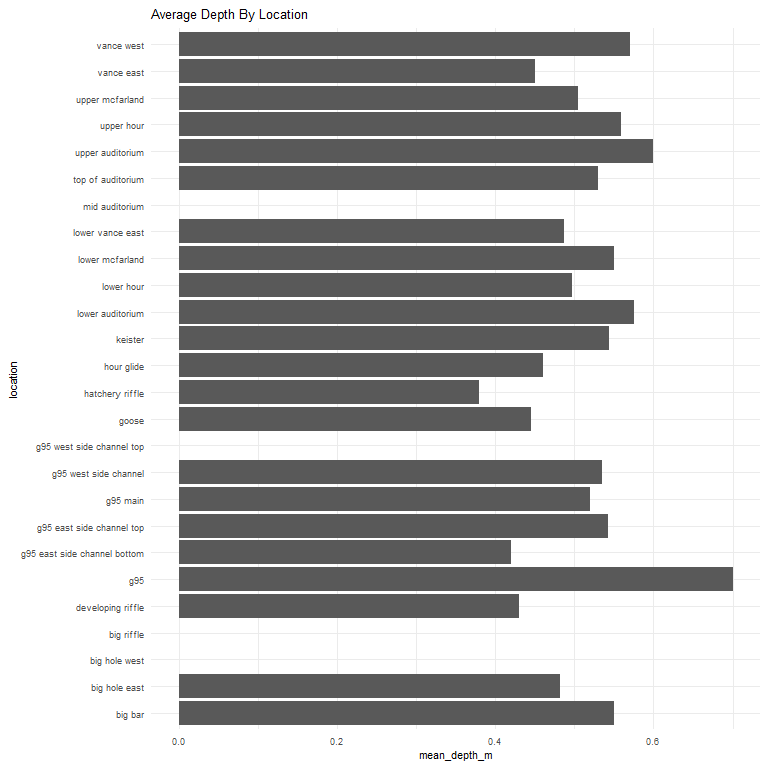 Average Depth By Location
vance west
vance east
upper mcfarland
upper hour
upper auditorium
top of auditorium
mid auditorium
lower vance east
lower mcfarland
lower hour
lower auditorium
keister
hour glide
hatchery riffle
goose
g95 west side channel top
g95 west side channel
g95 main
g95 east side channel top
g95 east side channel bottom
g95
developing riffle
big riffle
big hole west
big hole east
big bar
location
0.0 0.2 0.4 0.6
mean_depth_m